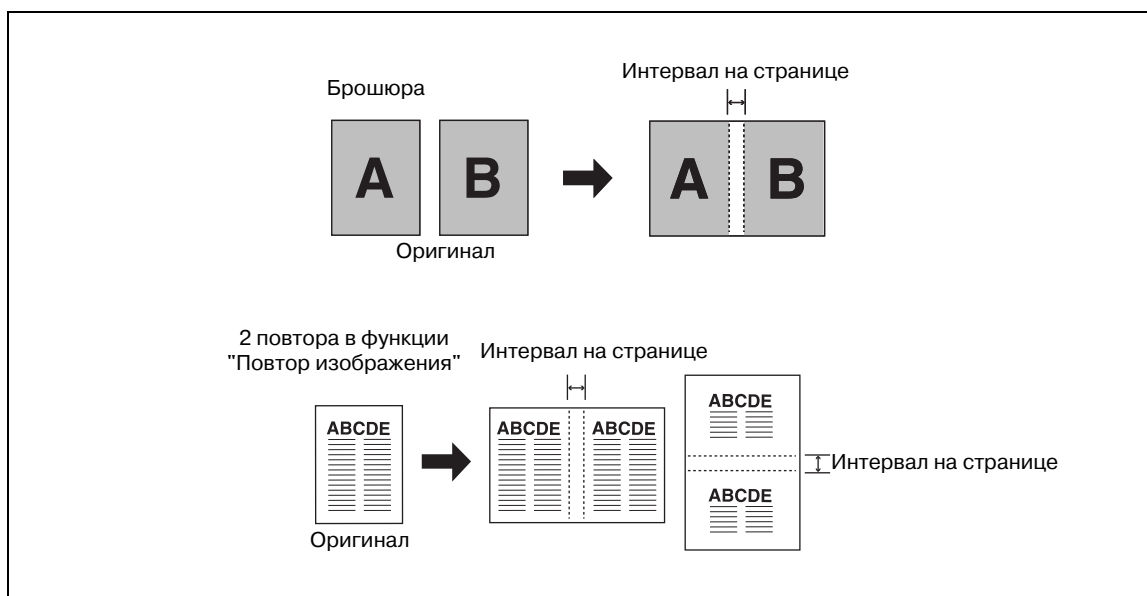 Брошюра
Интервал на странице
A
B
A
B
Оригинал
2 повтора в функции
"Повтор изображения"
Интервал на странице
ABCDE
ABCDE
ABCDE
ABCDE
Интервал на странице
ABCDE
Оригинал